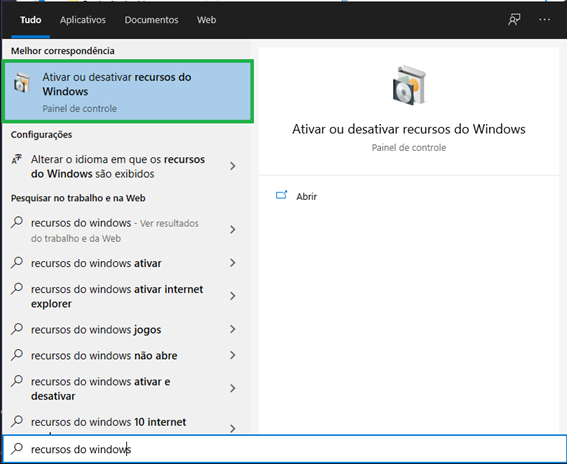 Tudo Aplicativos Documentos Web
Melhor correspondência
Ativar ou desativar recursos do
Windows
Painel de controle
Configurações
Alterar o idioma em que os recursos
do Windows são exibidos
Pesquisar no trabalho e na Web
recursos do windows - Ver resultados
do trabalho e da Web
recursos do windows ativar
recursos do windows ativar internet
explorer
recursos do windows jogos
recursos do windows não abre
recursos do windows ativar e
desativar
recursos do windows 10 internet
Ativar ou desativar recursos do Windows
Painel de controle
Abrir
recursos do windows